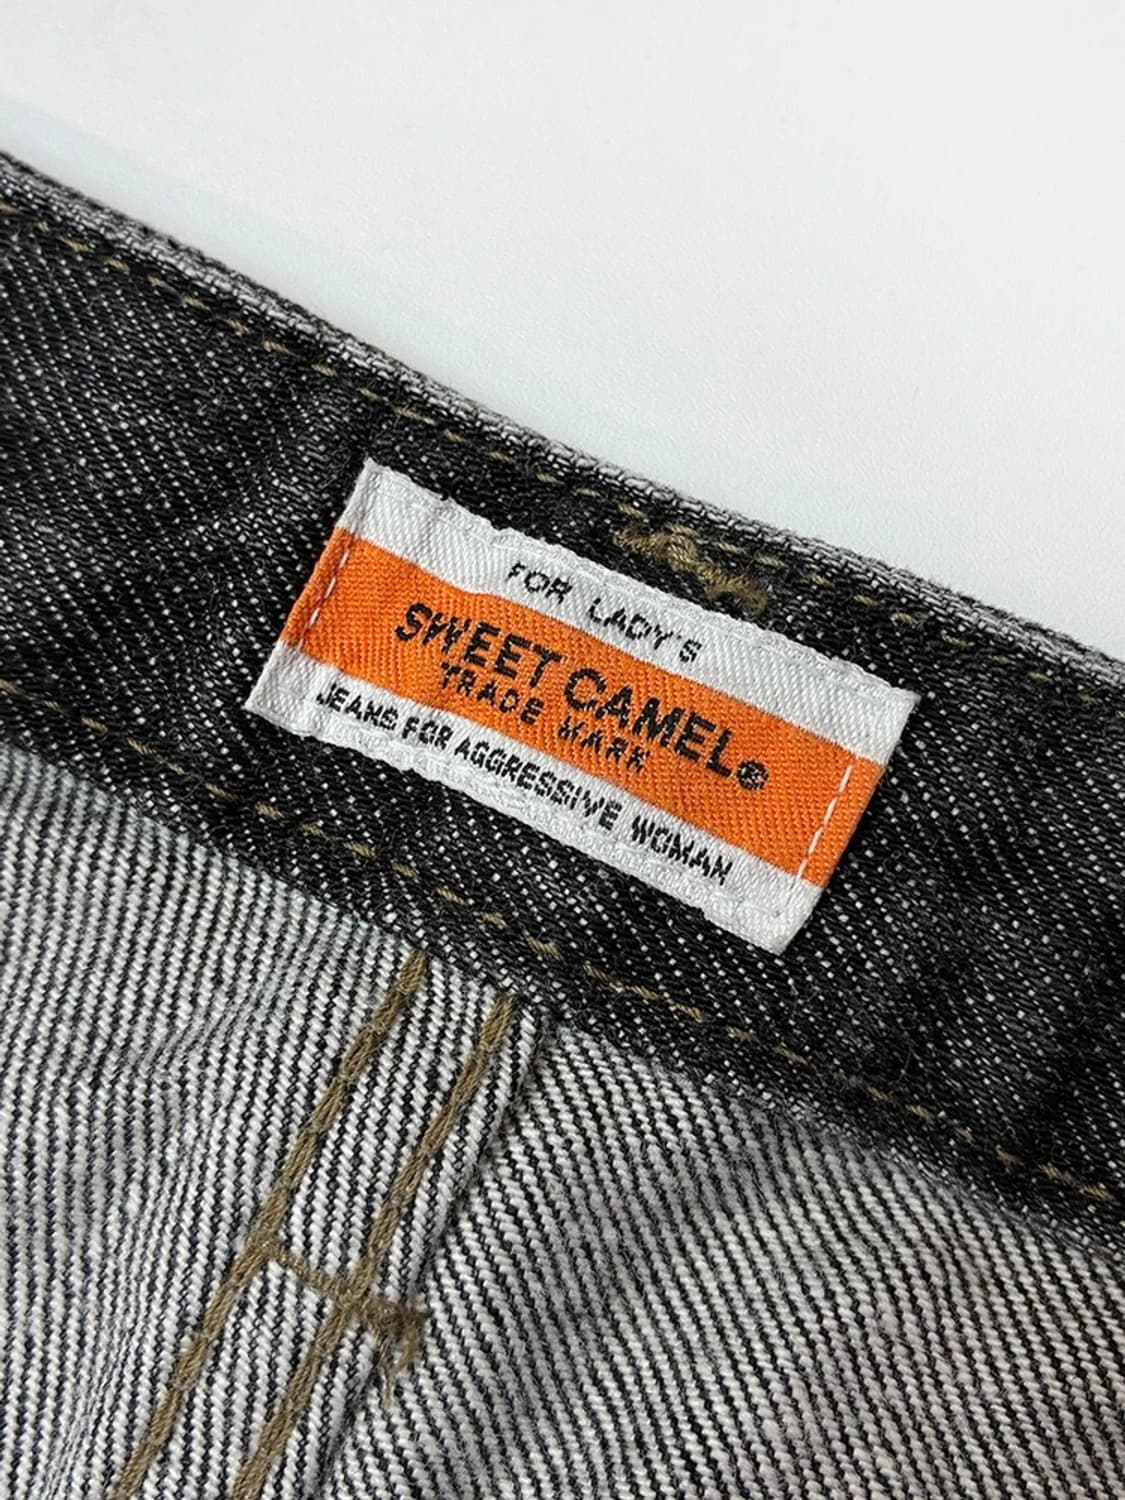 FOR LADY'S
SWEET CAMEL®
TRADE MARK
JEANS FOR AGGRESSIVE WOMAN